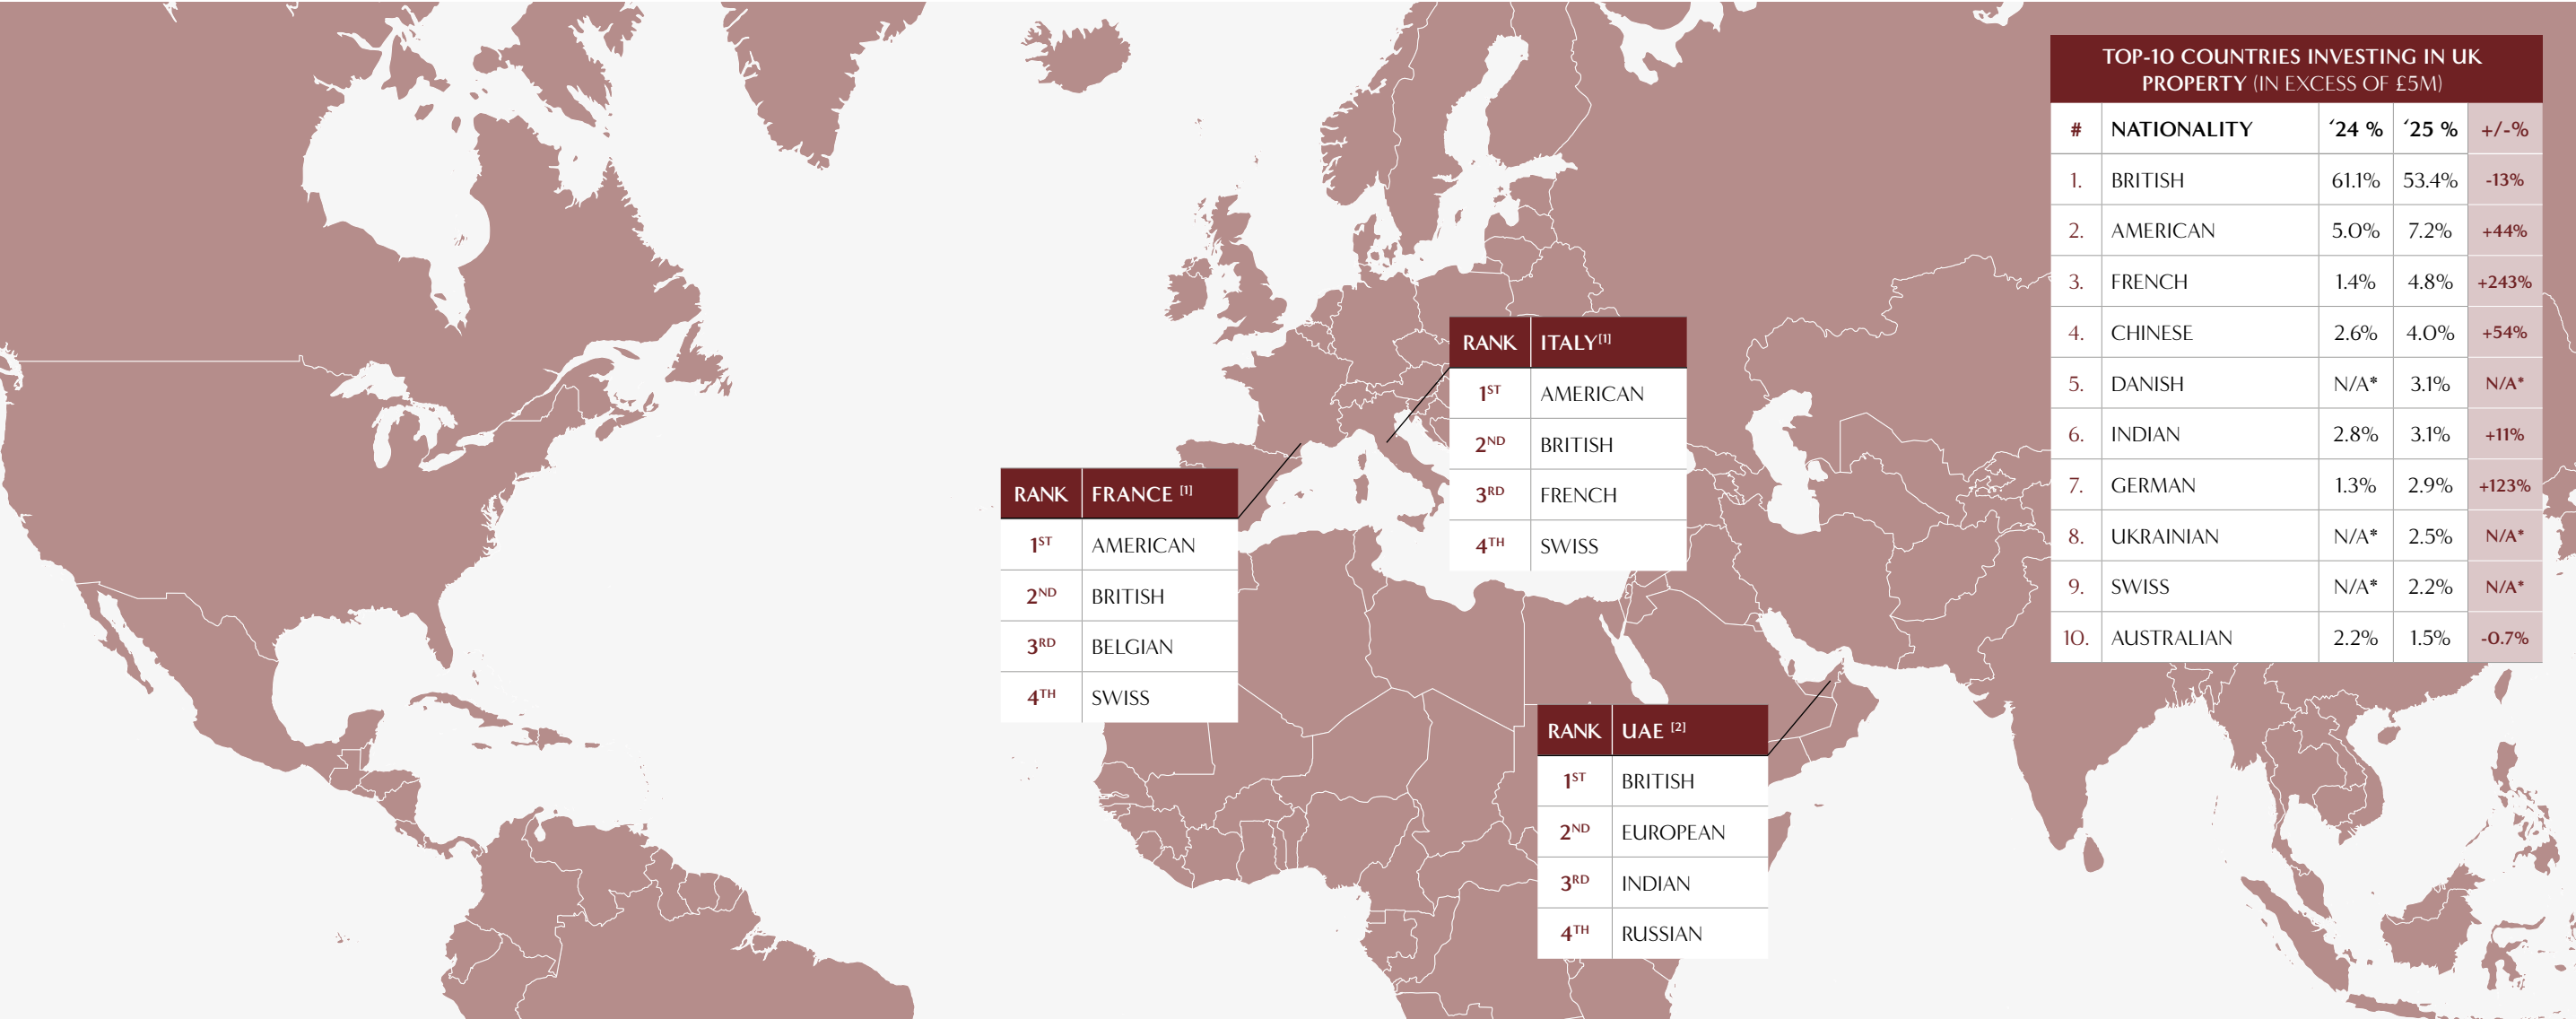 TOP-10 COUNTRIES INVESTING IN UK
PROPERTY (IN EXCESS OF £5M)
# NATIONALITY ‘24 % ‘25 % +/-%
1. BRITISH 61.1% 53.4% -13%
2. AMERICAN 5.0% 7.2% +44%
3. FRENCH 1.4% 4.8% +243%
4. CHINESE 2.6% 4.0% +54%
5. DANISH N/A* 3.1% N/A*
6. INDIAN 2.8% 3.1% +11%
7. GERMAN 1.3% 2.9% +123%
8. UKRAINIAN N/A* 2.5% N/A*
9. SWISS N/A* 2.2% N/A*
10. AUSTRALIAN 2.2% 1.5% -0.7%
RANK ITALY[1]
1ST AMERICAN
2ND BRITISH
3RD FRENCH
4TH SWISS
RANK FRANCE [1]
1ST AMERICAN
2ND BRITISH
3RD BELGIAN
4TH SWISS
RANK UAE [2]
1ST BRITISH
2ND EUROPEAN
3RD INDIAN
4TH RUSSIAN